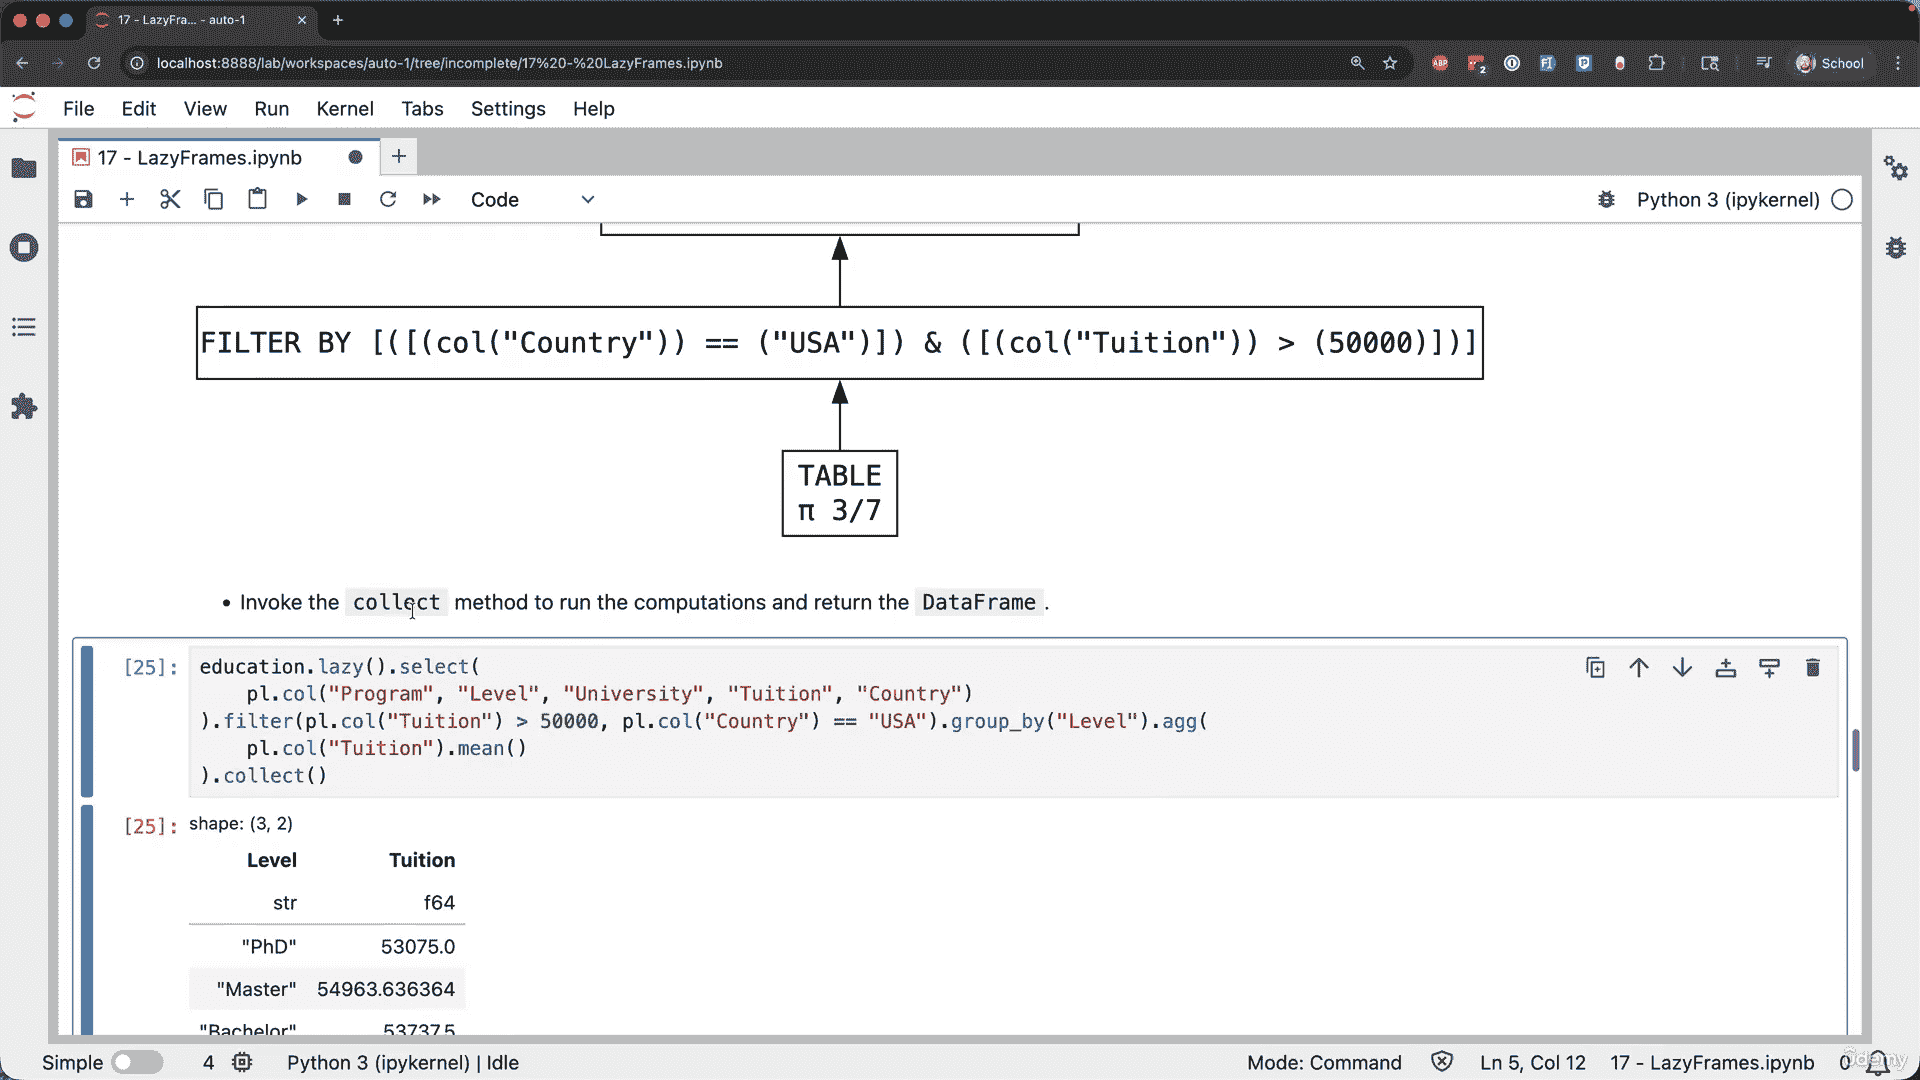 17 - LazyFra... - auto-1
localhost:8888/lab/workspaces/auto-1/tree/incomplete/17%20-%20LazyFrames.ipynb
ABP
2
School
File Edit View Run Kernel Tabs Settings Help
17 - LazyFrames.ipynb
Code
Python 3 (ipykernel)
FILTER BY [([(col("Country")) == ("USA")]) & ([(col("Tuition")) > (50000)])]
TABLE
π 3/7
• Invoke the collect method to run the computations and return the DataFrame.
[25]: education.lazy().select(
pl.col("Program", "Level", "University", "Tuition", "Country")
).filter(pl.col("Tuition") > 50000, pl.col("Country") == "USA").group_by("Level").agg(
pl.col("Tuition").mean()
).collect()
[25]: shape: (3, 2)
Level Tuition
str f64
"PhD" 53075.0
"Master" 54963.636364
"Bachelor" 53737.5
Simple 4 Python 3 (ipykernel) | Idle Mode: Command Ln 5, Col 12 17 - LazyFrames.ipynb 0
Udemy